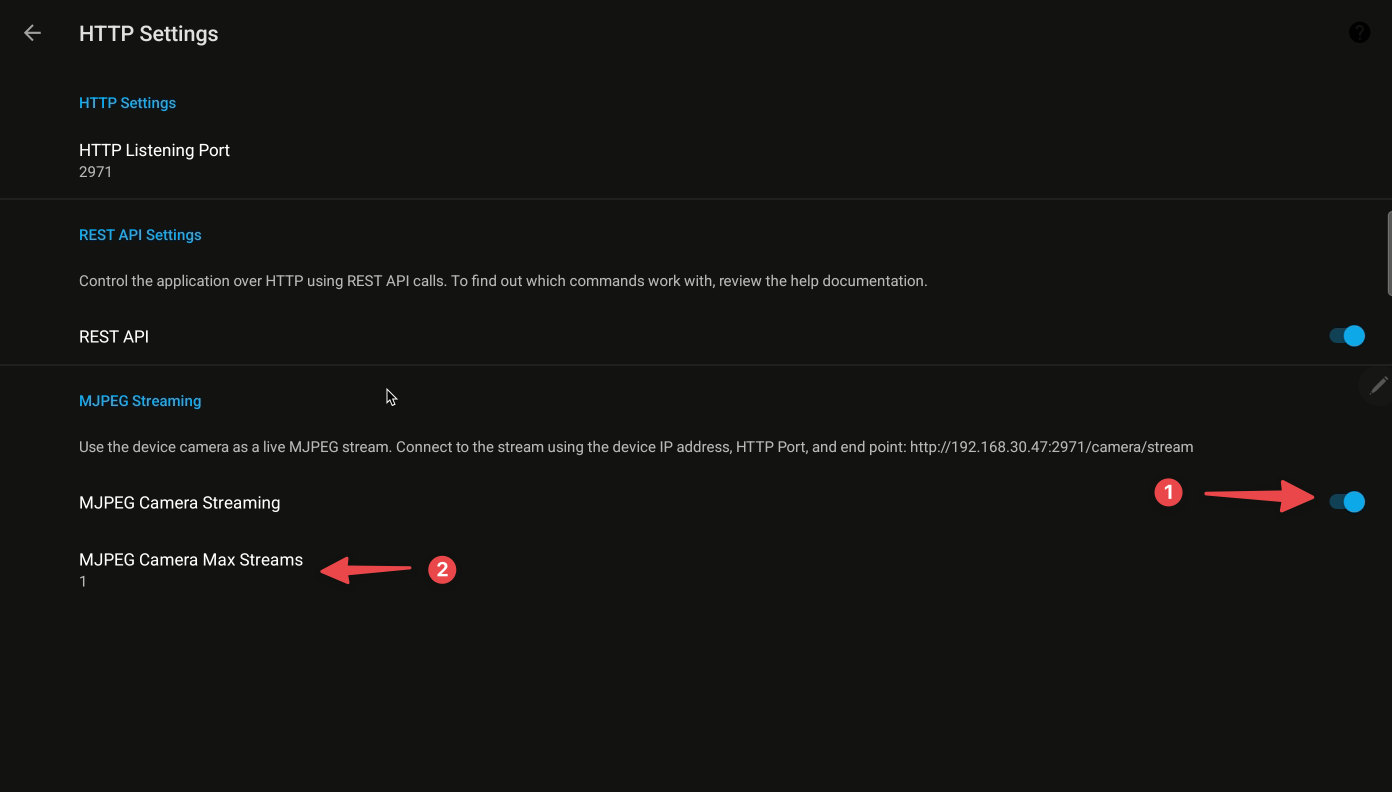 HTTP Settings
HTTP Settings
HTTP Listening Port
2971
REST API Settings
Control the application over HTTP using REST API calls. To find out which commands work with, review the help documentation.
REST API
MJPEG Streaming
Use the device camera as a live MJPEG stream. Connect to the stream using the device IP address, HTTP Port, and end point: http://192.168.30.47:2971/camera/stream
MJPEG Camera Streaming
1
MJPEG Camera Max Streams
2
1